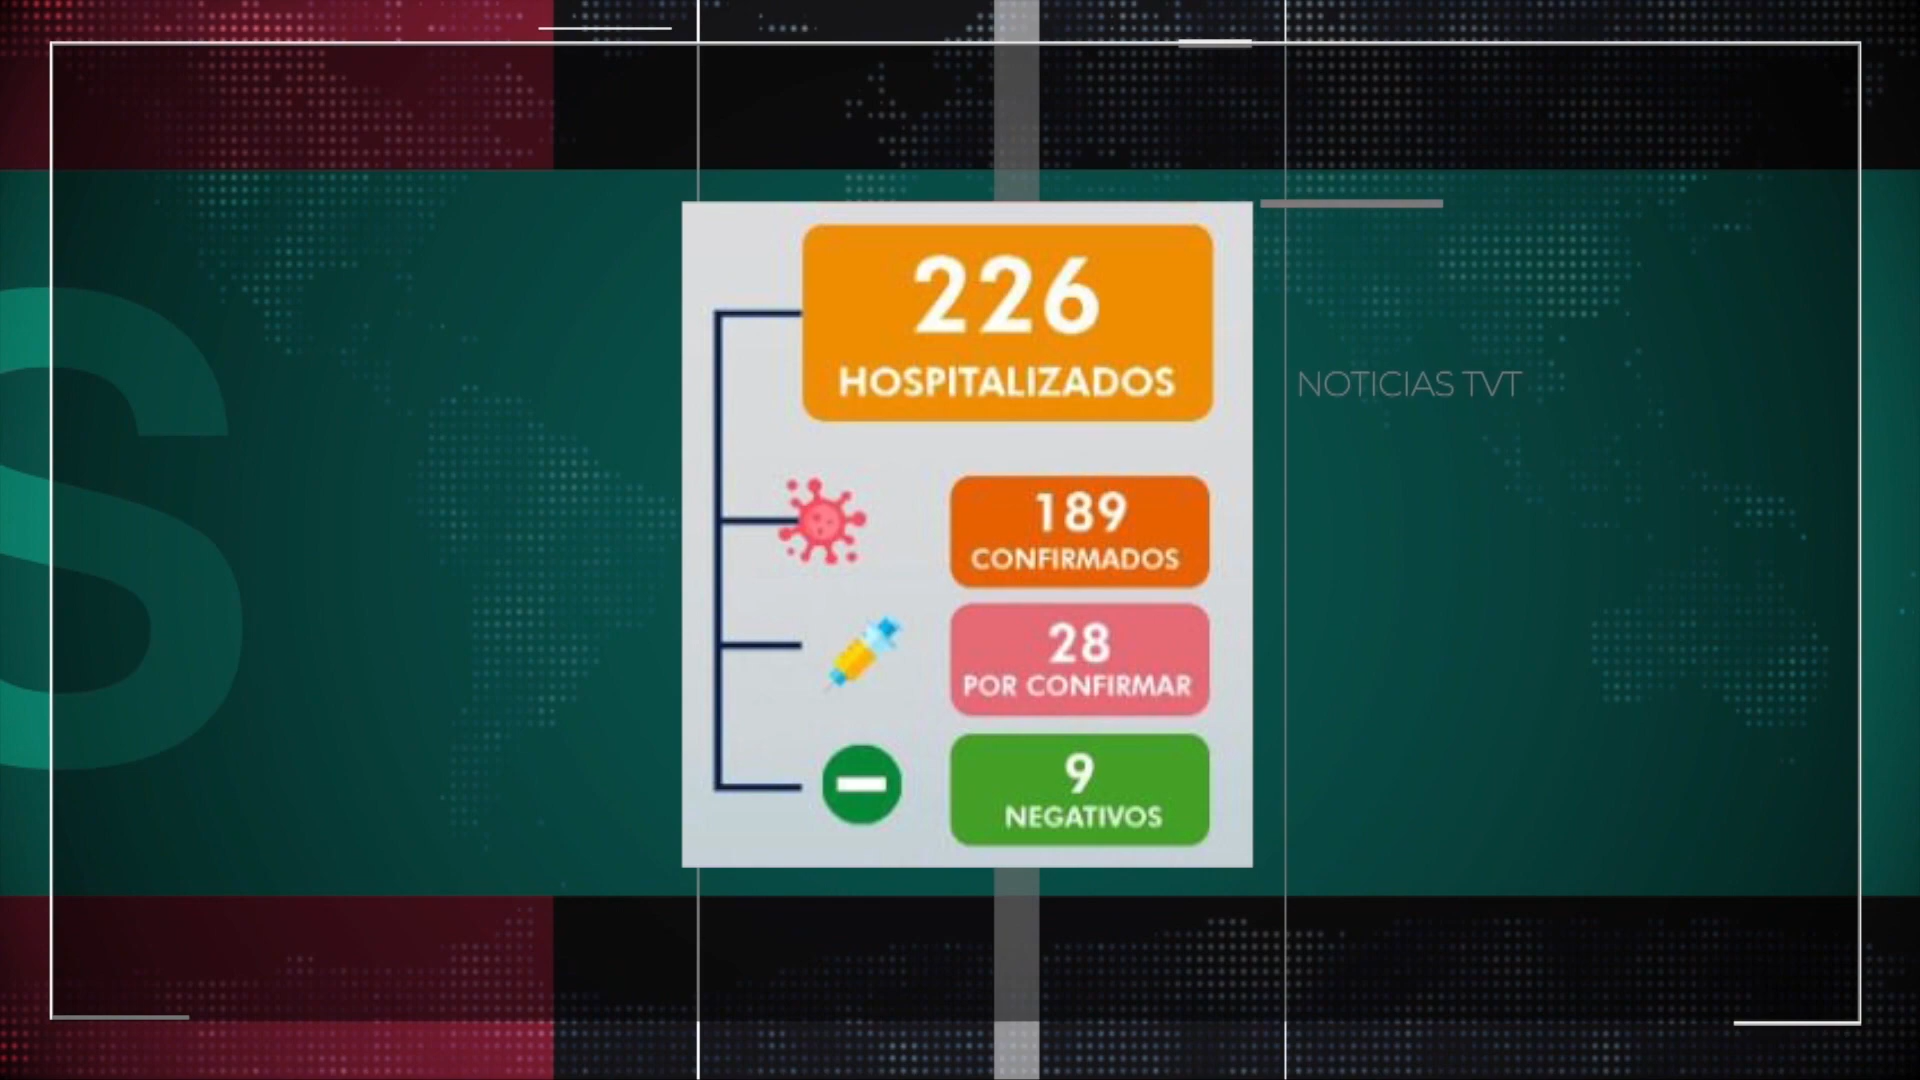 226
HOSPITALIZADOS
NOTICIAS TVT
189
CONFIRMADOS
28
POR CONFIRMAR
9
NEGATIVOS
S